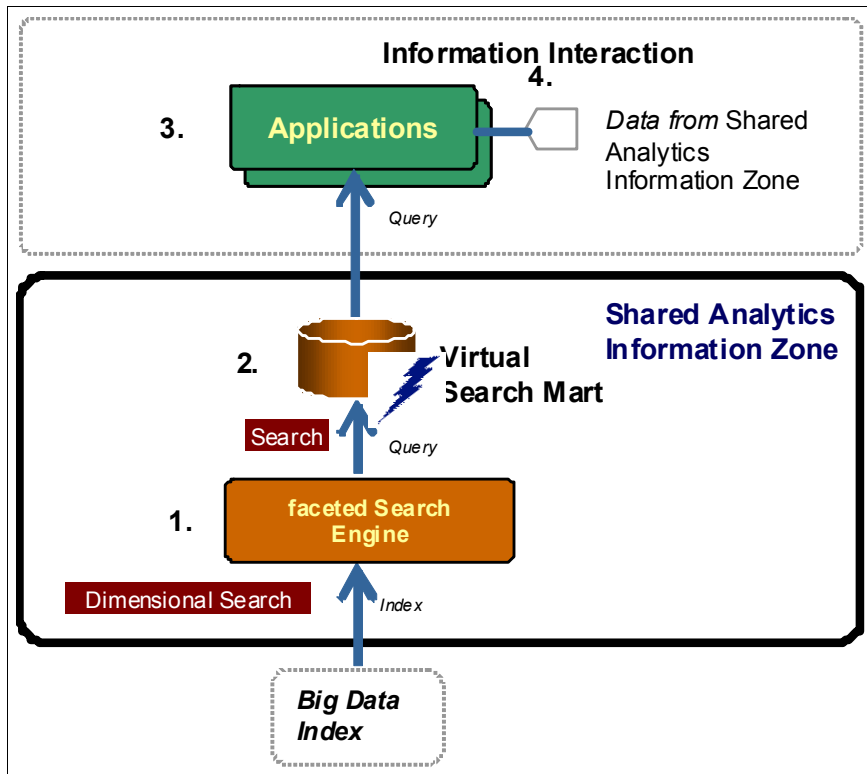 Information Interaction
4.
3.
Applications
Data from Shared
Analytics
Information Zone
Query
Shared Analytics
Information Zone
2.
Virtual
Search Mart
Search
Query
1.
faceted Search
Engine
Dimensional Search
Index
Big Data
Index